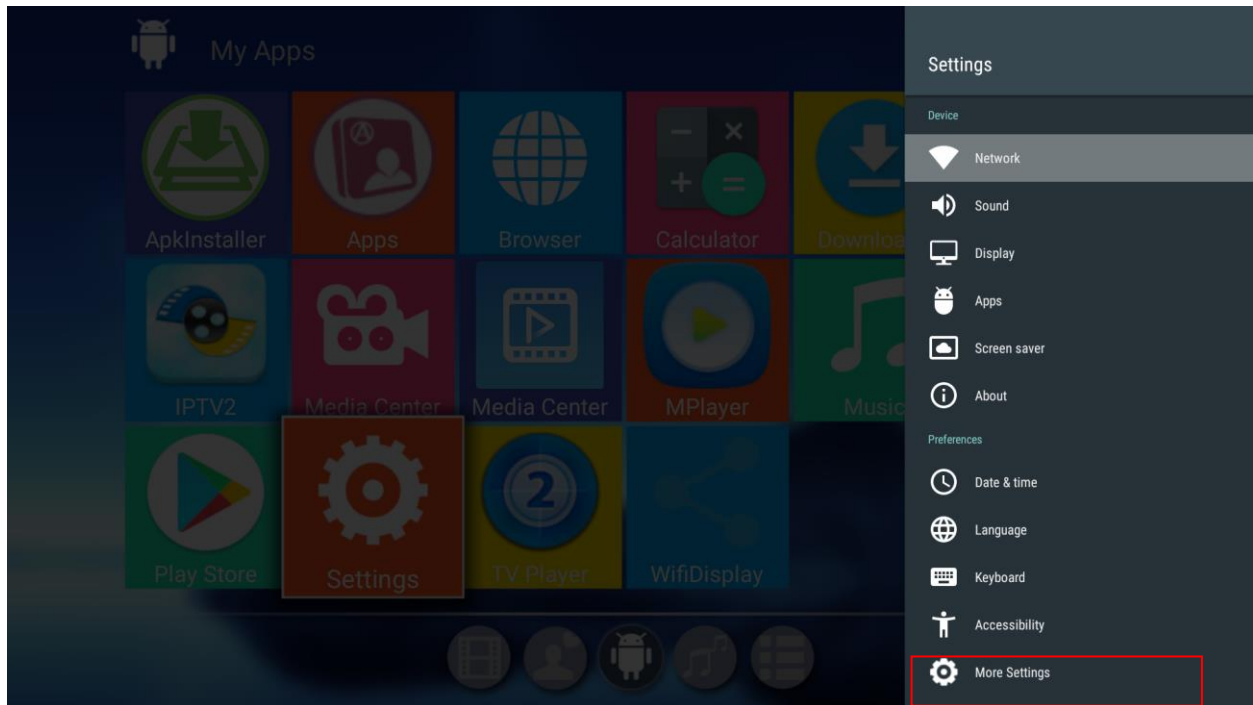 My Apps
ApkInstaller
Apps
Browser
Calculator
Downloa
IPTV2
Media Center
Media Center
MPlayer
Music
Play Store
Settings
2
TV Player
WifiDisplay
Settings
Device
Network
Sound
Display
Apps
Screen saver
About
Preferences
Date & time
Language
Keyboard
Accessibility
More Settings